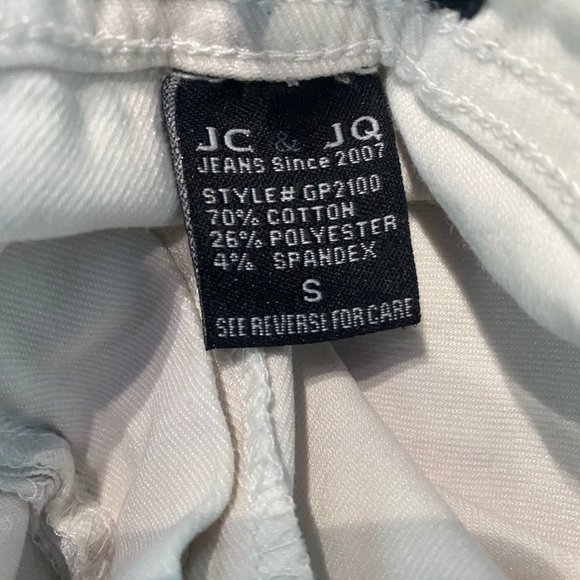 JC & JQ
JEANS Since 2007
STYLE# GP2100
70% COTTON
26% POLYESTER
4% SPANDEX
S
SEE REVERSE FOR CARE